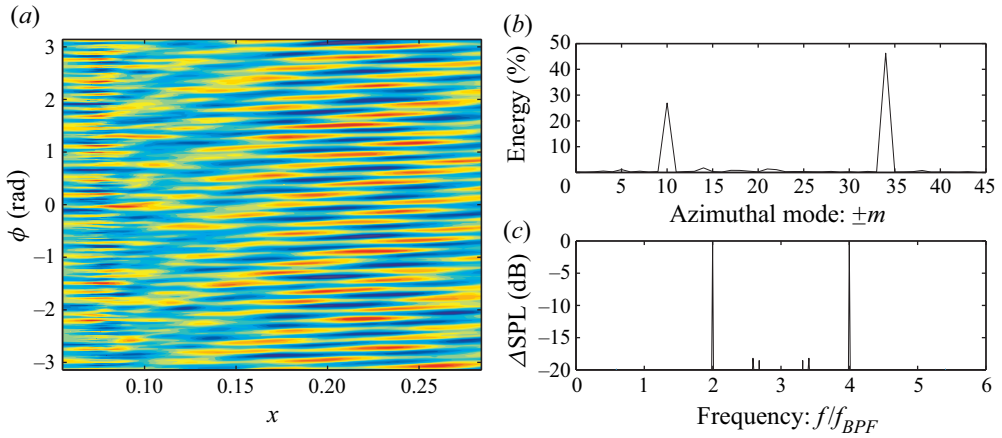 (a)
3
2
1
0
–1
–2
–3
ϕ (rad)
0.10 0.15 0.20 0.25
x
(b)
50
40
30
20
10
Energy (%)
0 5 10 15 20 25 30 35 40 45
Azimuthal mode: ±m
(c)
0
–5
–10
–15
–20
ΔSPL (dB)
0 1 2 3 4 5 6
Frequency: f/f_BPF